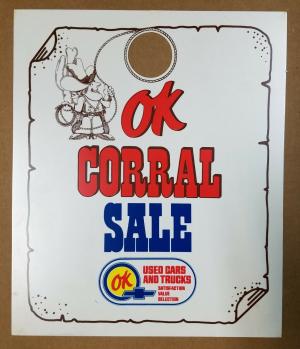 OK
CORRAL
SALE
OK
USED CARS
AND TRUCKS
SATISFACTION
VALUE
SELECTION